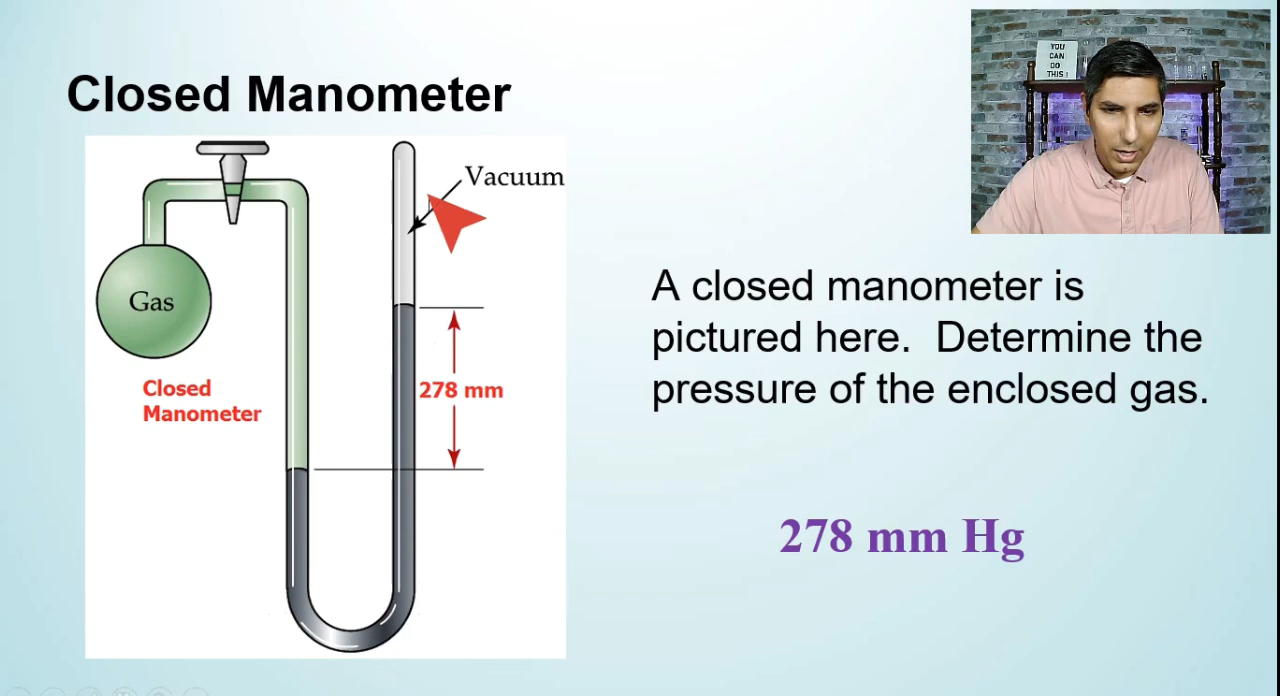 Closed Manometer
YOU
CAN
DO
THIS!
Vacuum
Gas
Closed
Manometer
278 mm
A closed manometer is
pictured here.  Determine the
pressure of the enclosed gas.
278 mm Hg